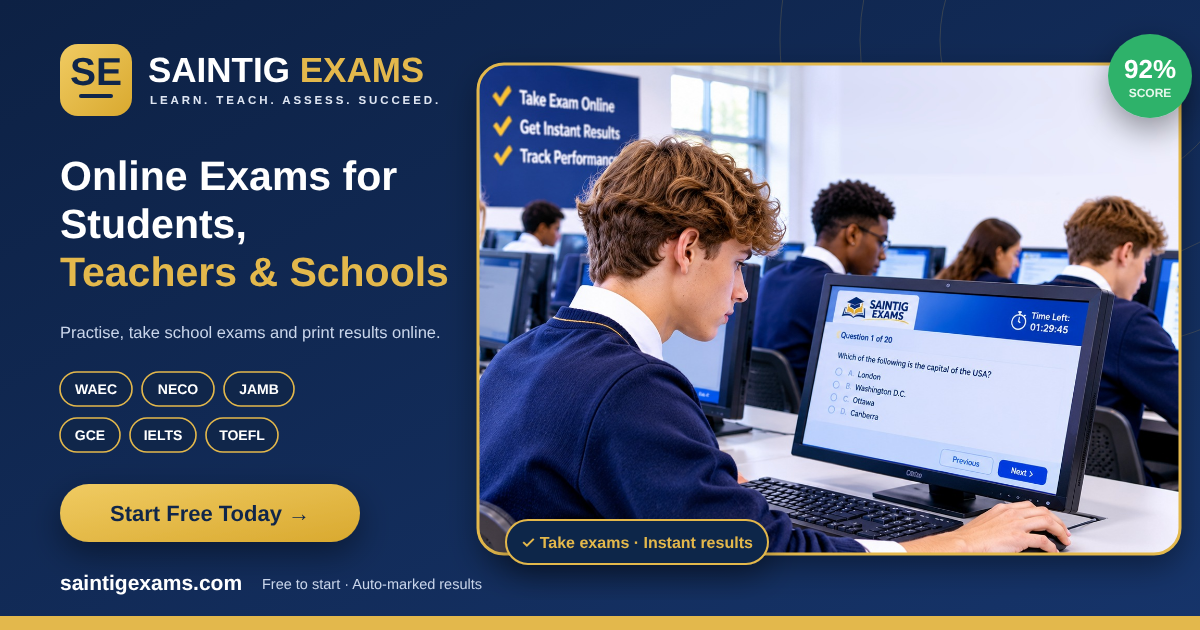 SE
SAINTIG EXAMS
LEARN. TEACH. ASSESS. SUCCEED.
Online Exams for
Students,
Teachers & Schools
Practise, take school exams and print results online.
WAEC NECO JAMB
GCE IELTS TOEFL
Start Free Today →
saintigexams.com Free to start · Auto-marked results
92%
SCORE
✓ Take Exam Online
✓ Get Instant Results
✓ Track Performanc
SAINTIG
EXAMS
Time Left:
01:29:45
Question 1 of 20
Which of the following is the capital of the USA?
A. London
B. Washington D.C.
C. Ottawa
D. Canberra
Previous Next >
✓ Take exams · Instant results